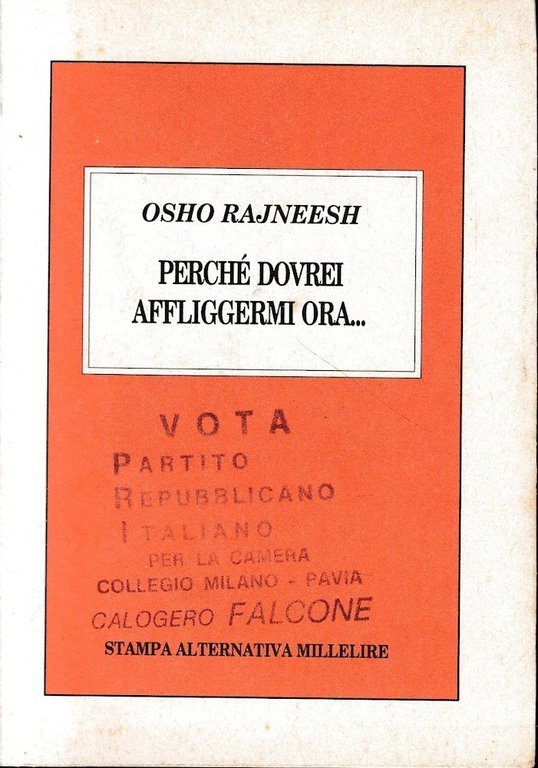 OSHO RAJNEESH
PERCHÉ DOVREI
AFFLIGGERMI ORA...
VOTA
PARTITO
REPUBBLICANO
ITALIANO
PER LA CAMERA
COLLEGIO MILANO - PAVIA
CALOGERO FALCONE
STAMPA ALTERNATIVA MILLELIRE